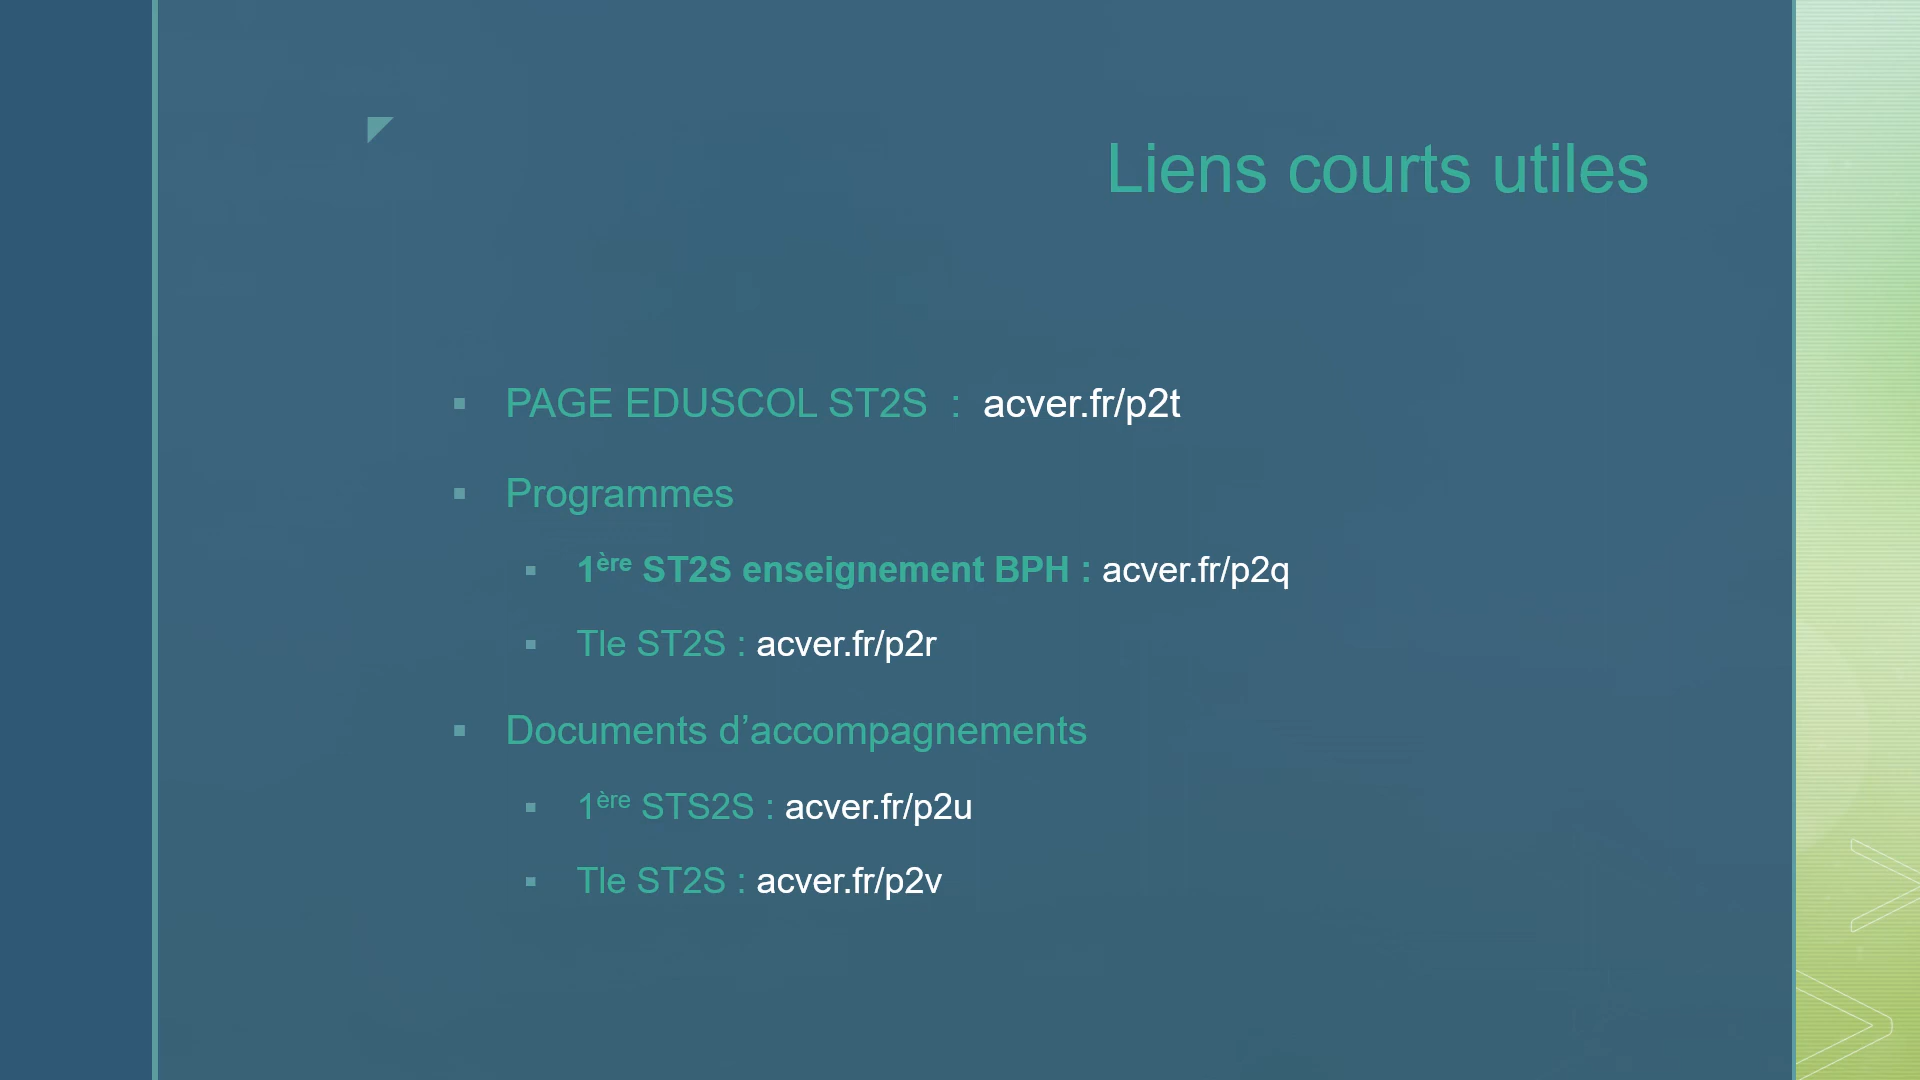 Liens courts utiles
PAGE EDUSCOL ST2S : acver.fr/p2t
Programmes
1ère ST2S enseignement BPH : acver.fr/p2q
Tle ST2S : acver.fr/p2r
Documents d’accompagnements
1ère STS2S : acver.fr/p2u
Tle ST2S : acver.fr/p2v